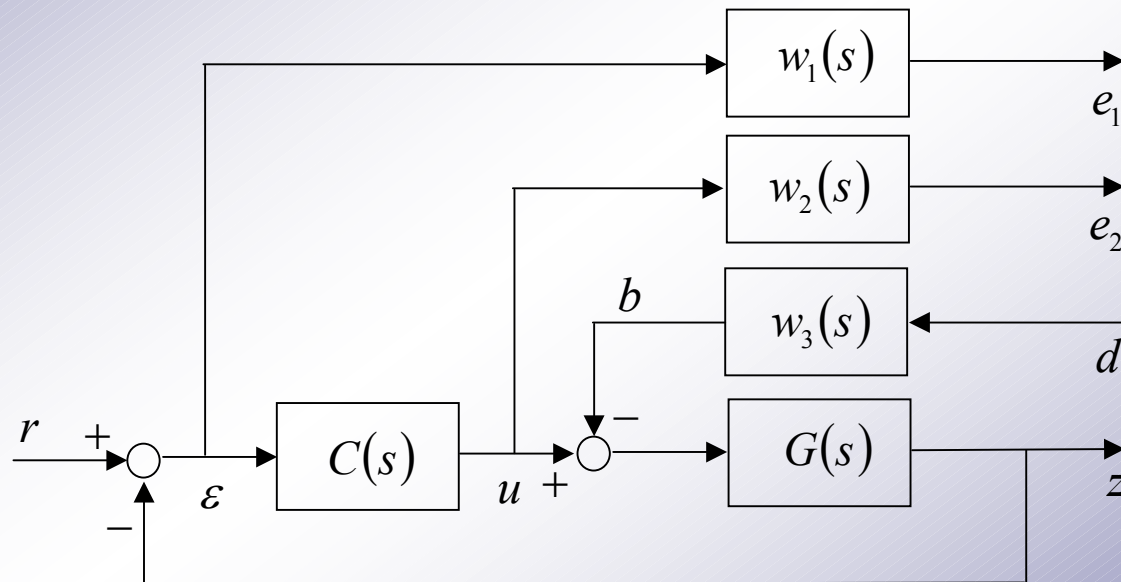 w₁(s)
e₁
w₂(s)
e₂
b
w₃(s)
d
r
+
−
ε
C(s)
u
+
−
G(s)
z